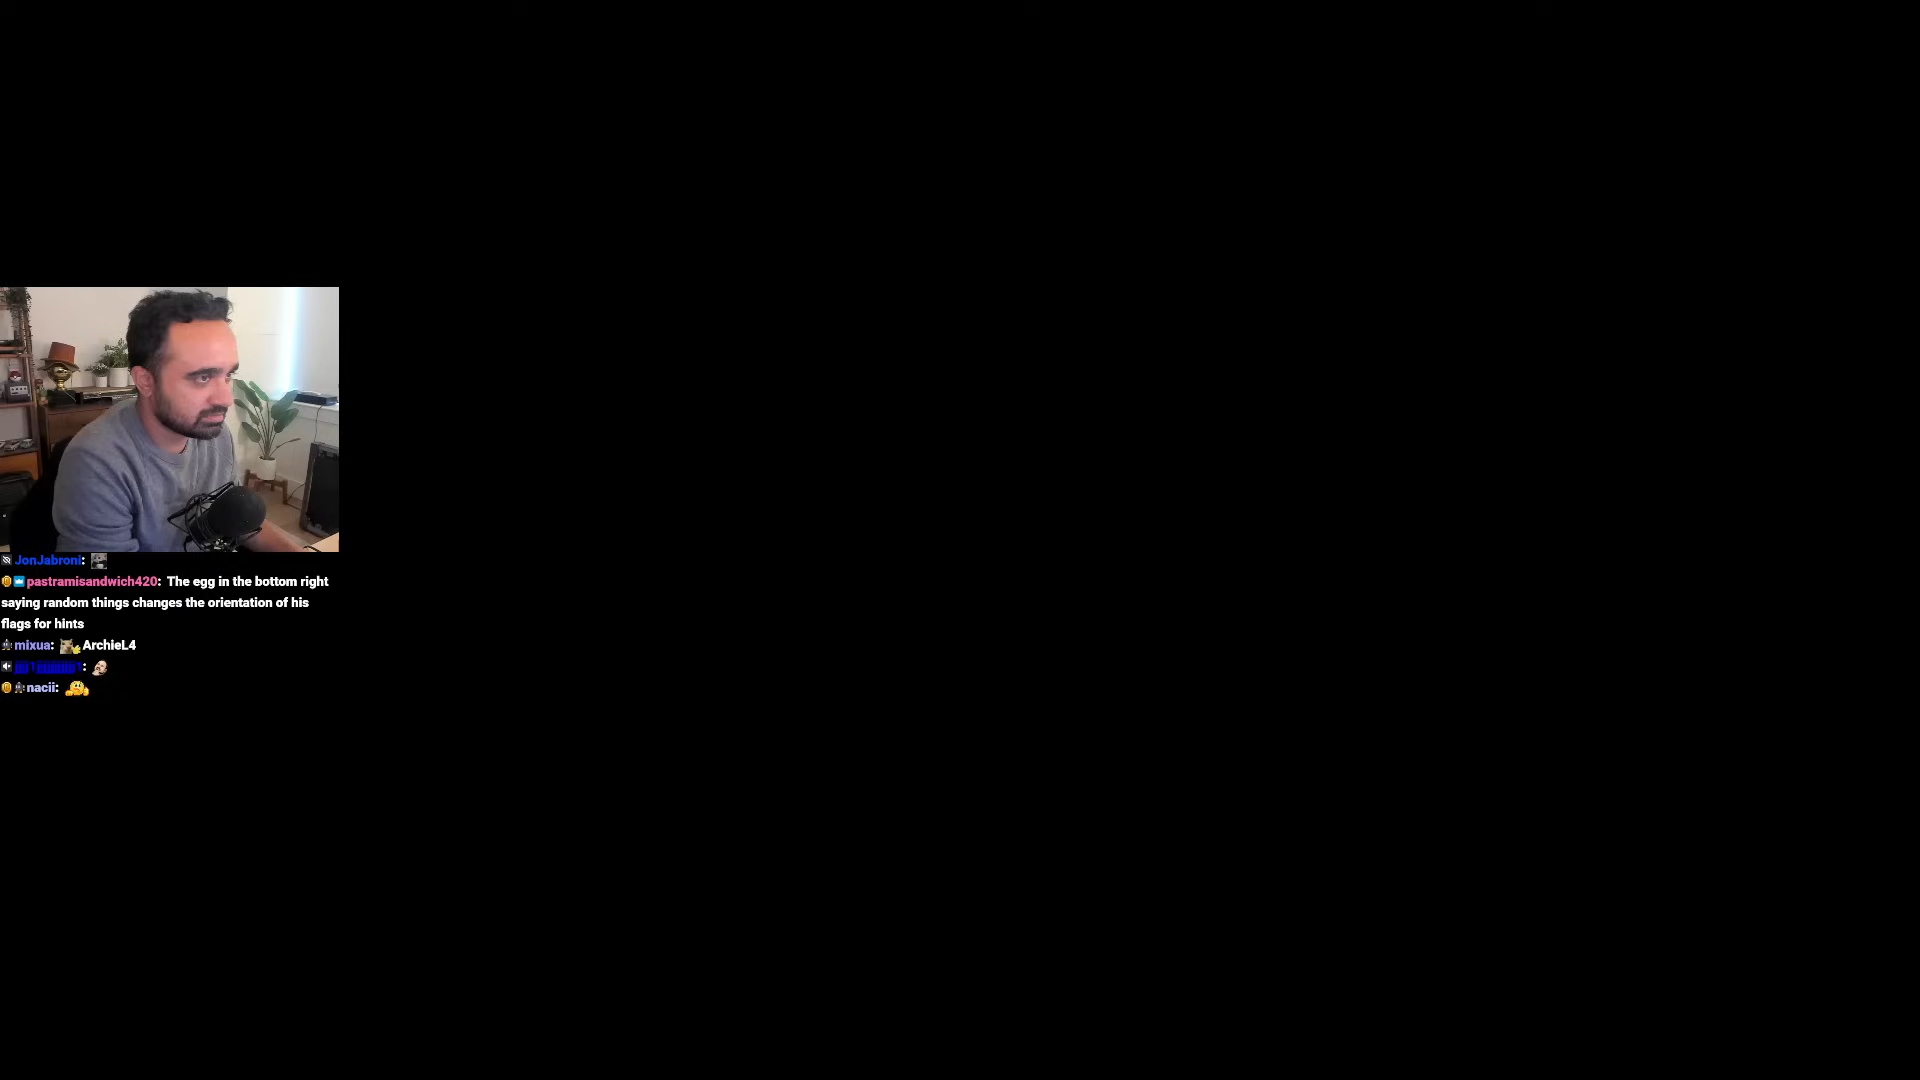 JonJabroni:
pastramisandwich420: The egg in the bottom right
saying random things changes the orientation of his
flags for hints
mixua: ArchieL4
nacii: